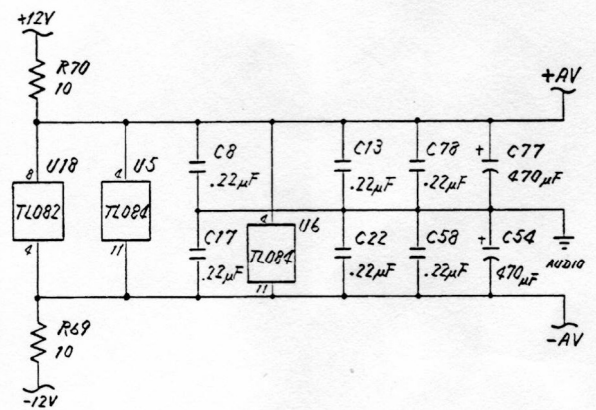 +12V
R70
10
+AV
8
U18
TL082
4
4
U5
TL084
11
C8
.22µF
C17
.22µF
4
U6
TL084
11
C13
.22µF
C22
.22µF
C78
.22µF
C58
.22µF
+
C77
470µF
+
C54
470µF
AUDIO
R69
10
-12V
-AV